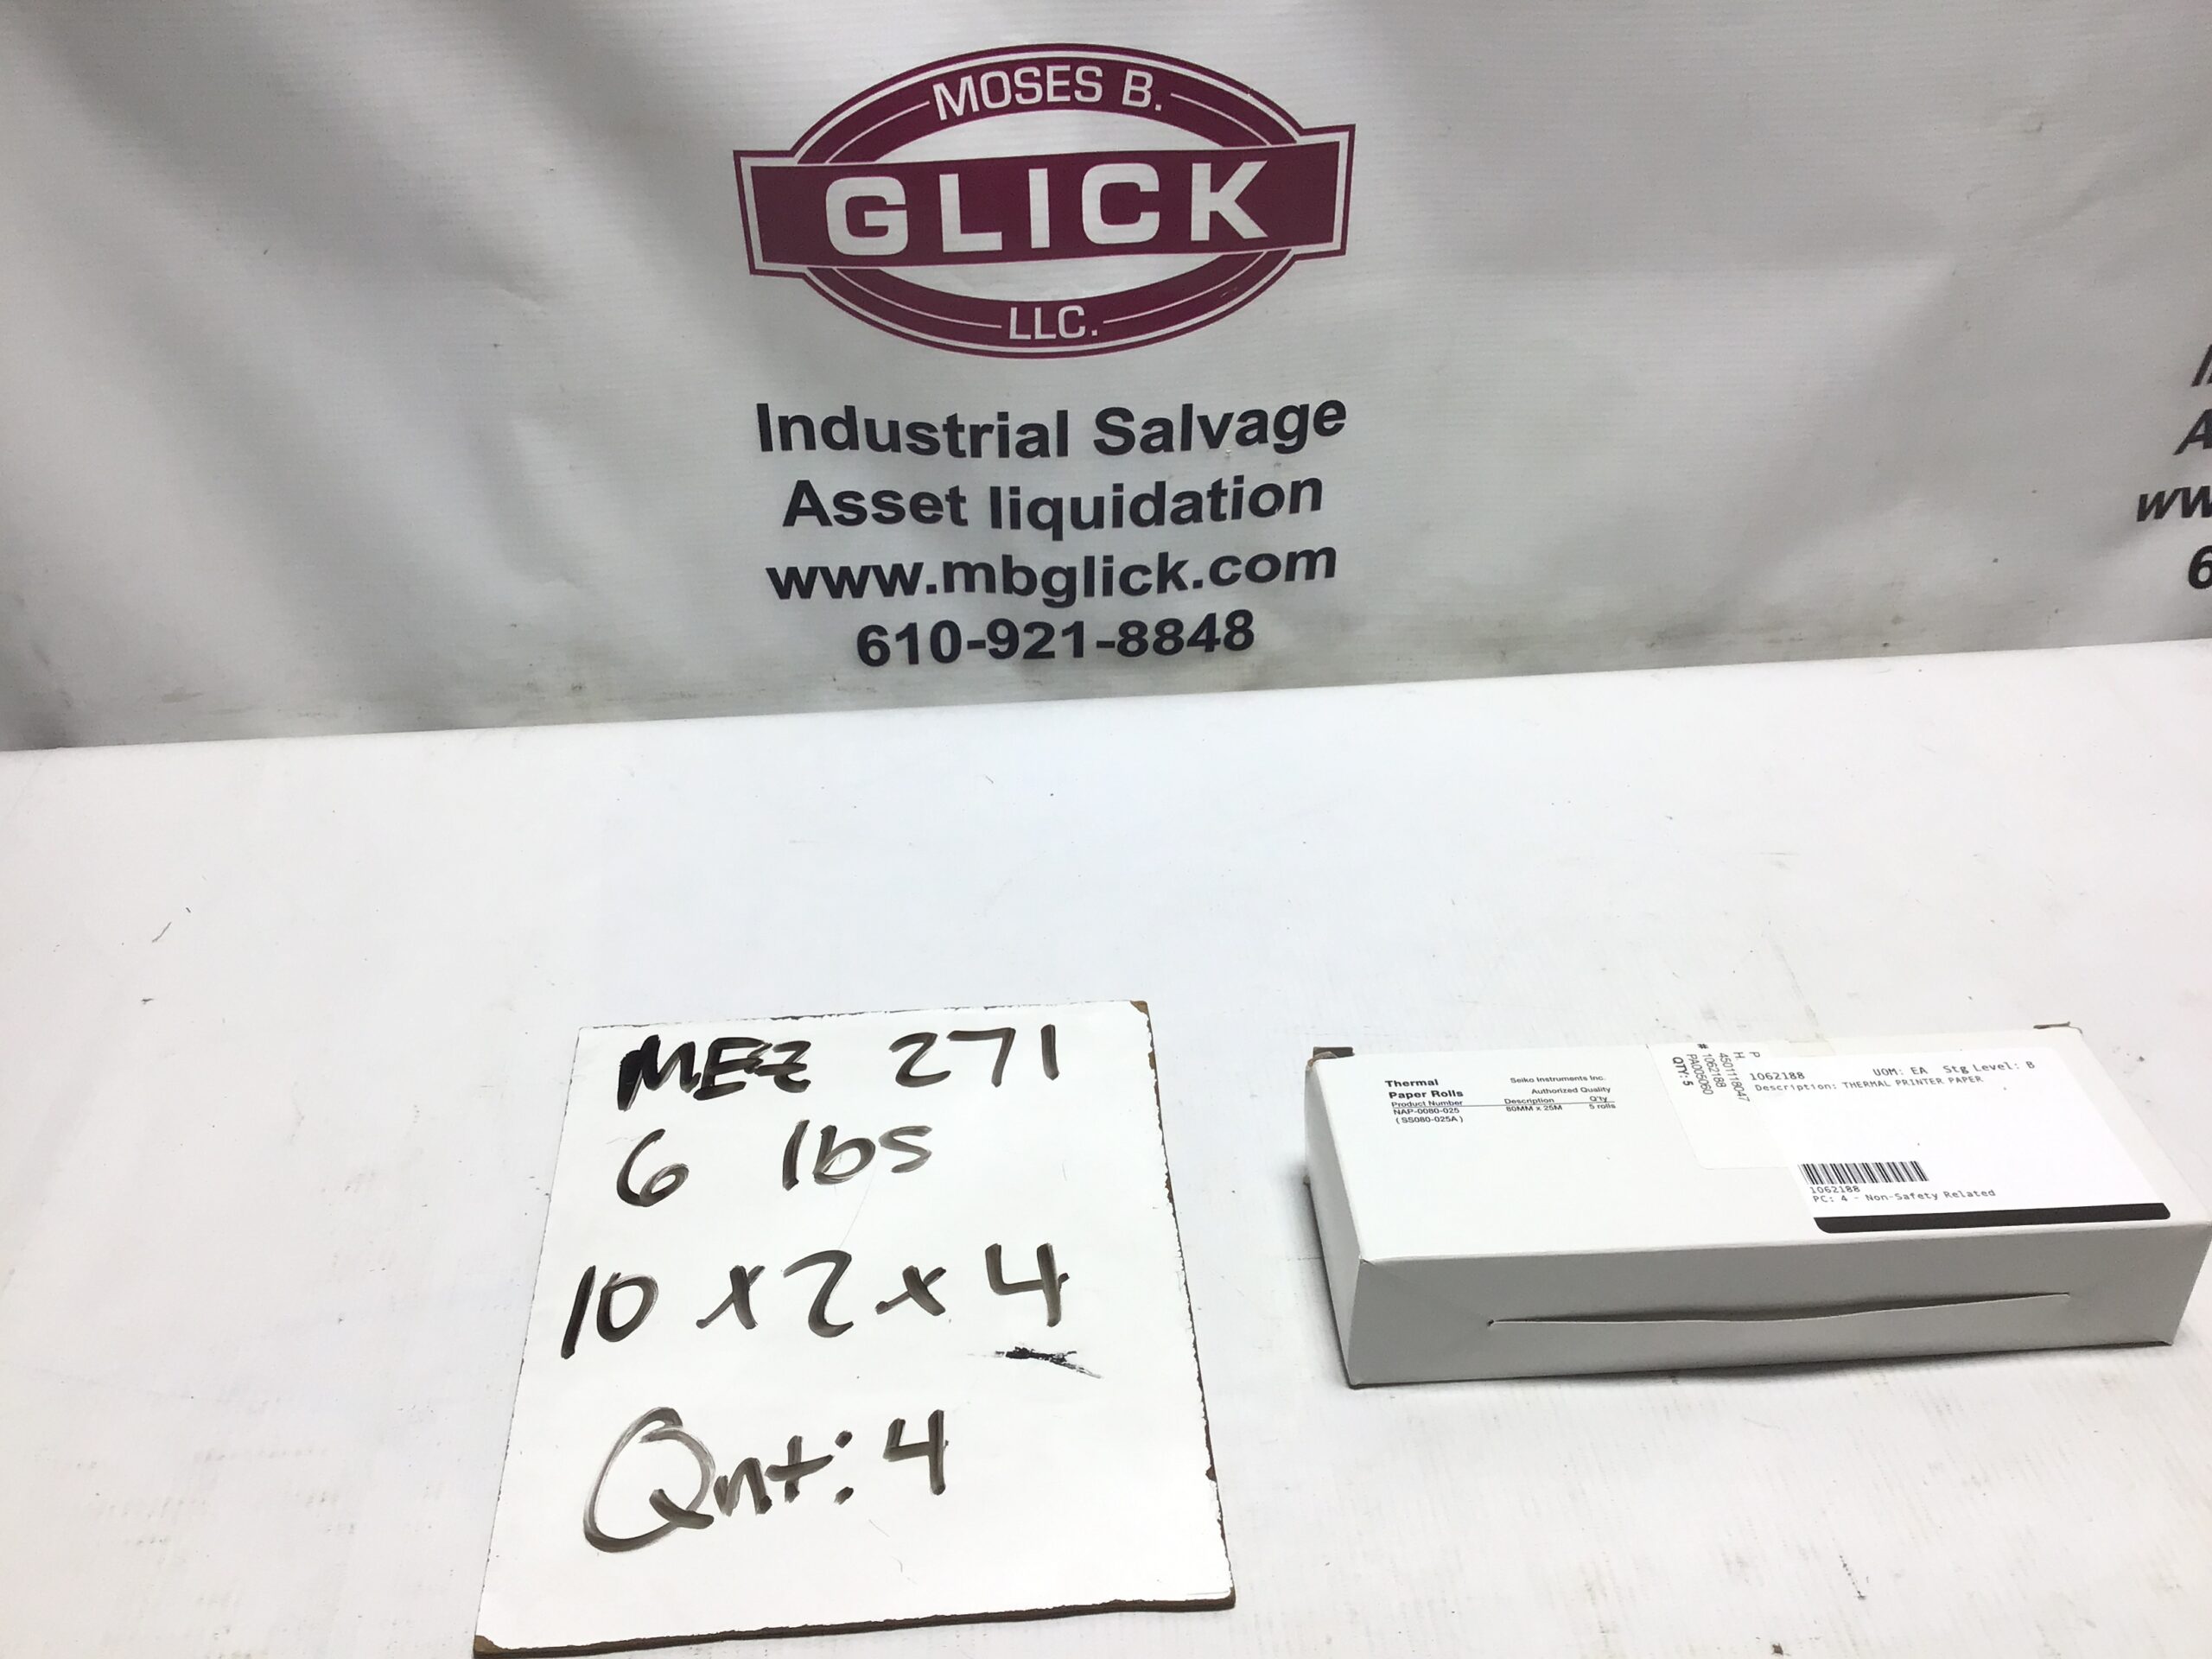 MOSES B.
GLICK
LLC.
Industrial Salvage
Asset liquidation
www.mbglick.com
610-921-8848
MEZ 271
6 lbs
10 x 2 x 4
Qnt: 4
Thermal
Paper Rolls
Seiko Instruments Inc.
Authorized Quality
Product Number Description Q'ty
NAP-0080-025 80MM x 25M 5 rolls
(SS080-025A)
# 1062188
PA005060
QTY: 5
1062188 UOM: EA Stg Level: B
Description: THERMAL PRINTER PAPER
1062188
PC: 4 - Non-Safety Related